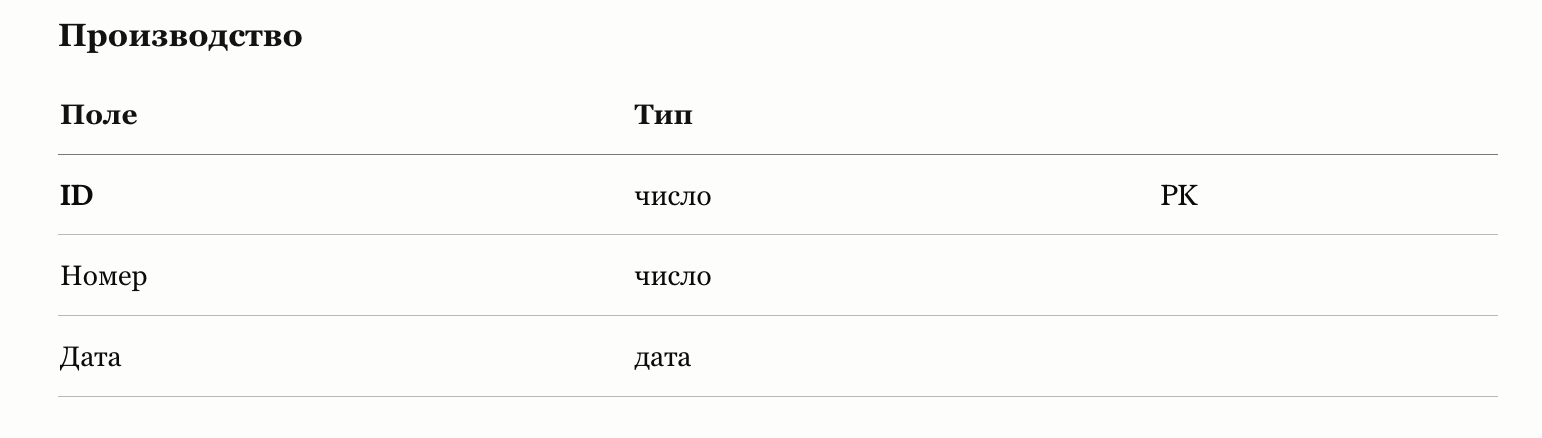 Производство
Поле Тип
ID число PK
Номер число
Дата дата